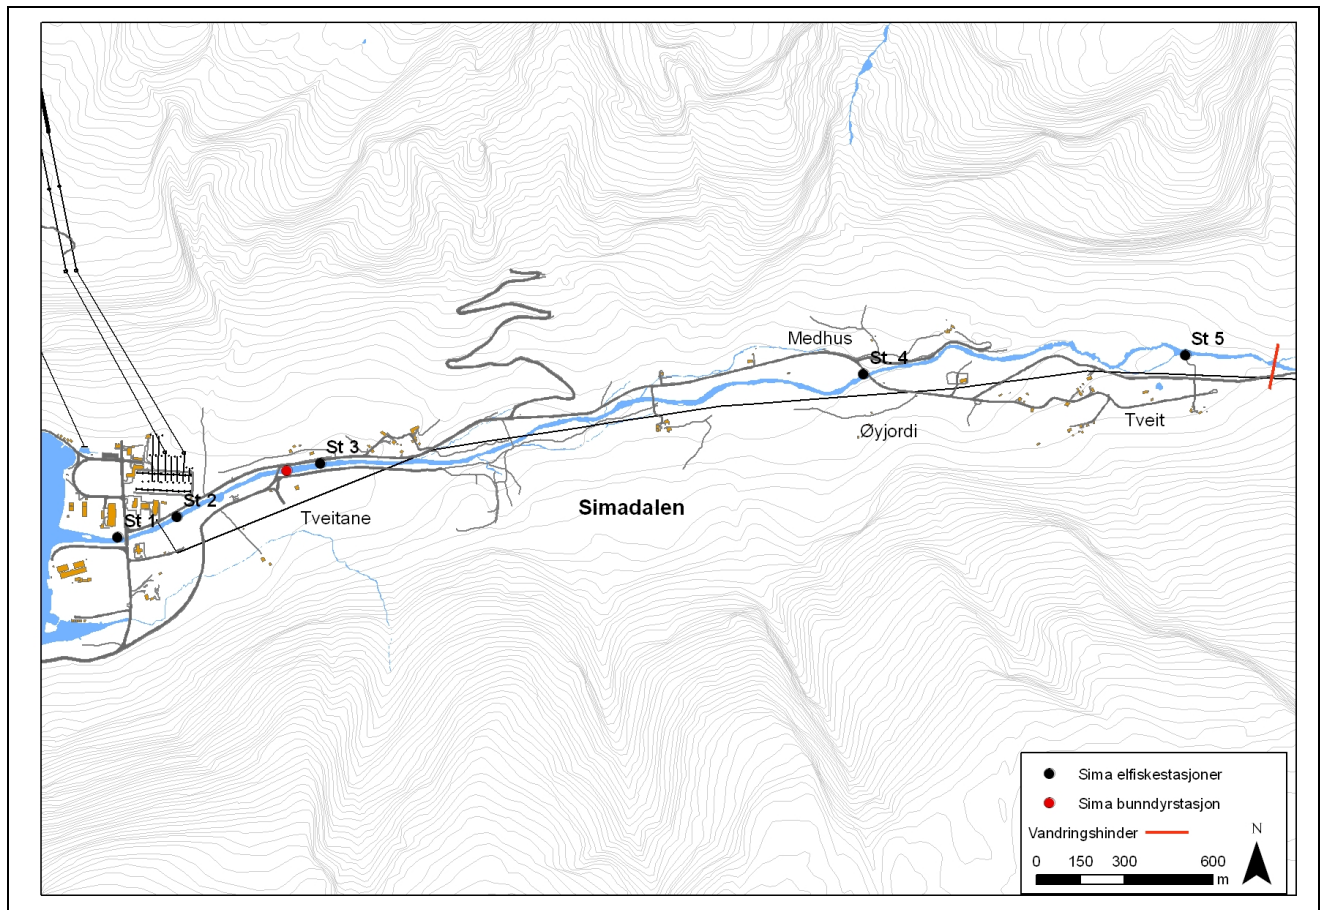 Medhus
St. 4
St 5
Øyjordi
Tveit
St 3
St 2
St 1
Tveitane
Simadalen
Sima elfiskestasjoner
Sima bunndyrstasjon
Vandringshinder
N
0 150 300 600
m